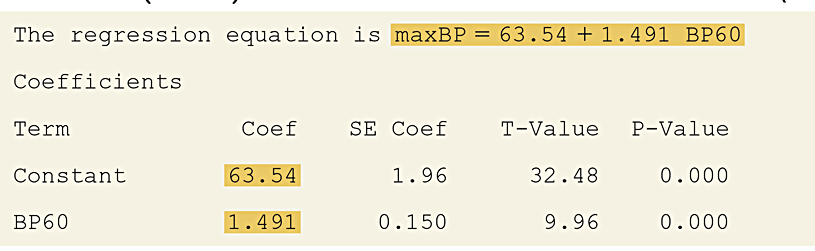 The regression equation is maxBP = 63.54 + 1.491 BP60
Coefficients
Term Coef SE Coef T-Value P-Value
Constant 63.54 1.96 32.48 0.000
BP60 1.491 0.150 9.96 0.000